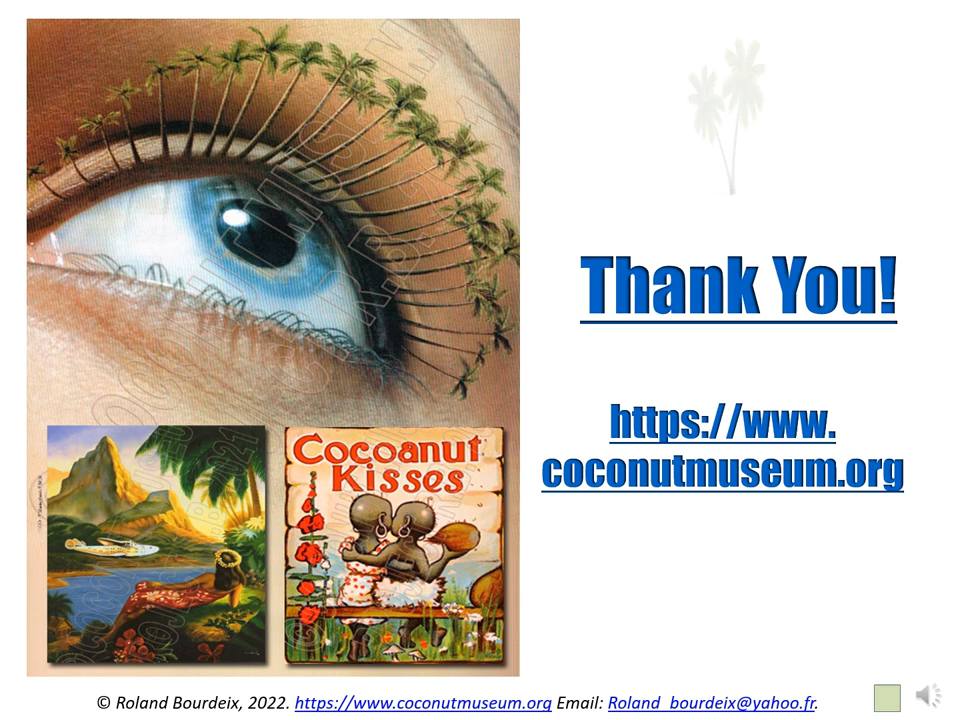 Thank You!
https://www.
coconutmuseum.org
Cocoanut
Kisses
© Roland Bourdeix, 2022. https://www.coconutmuseum.org Email: Roland_bourdeix@yahoo.fr.